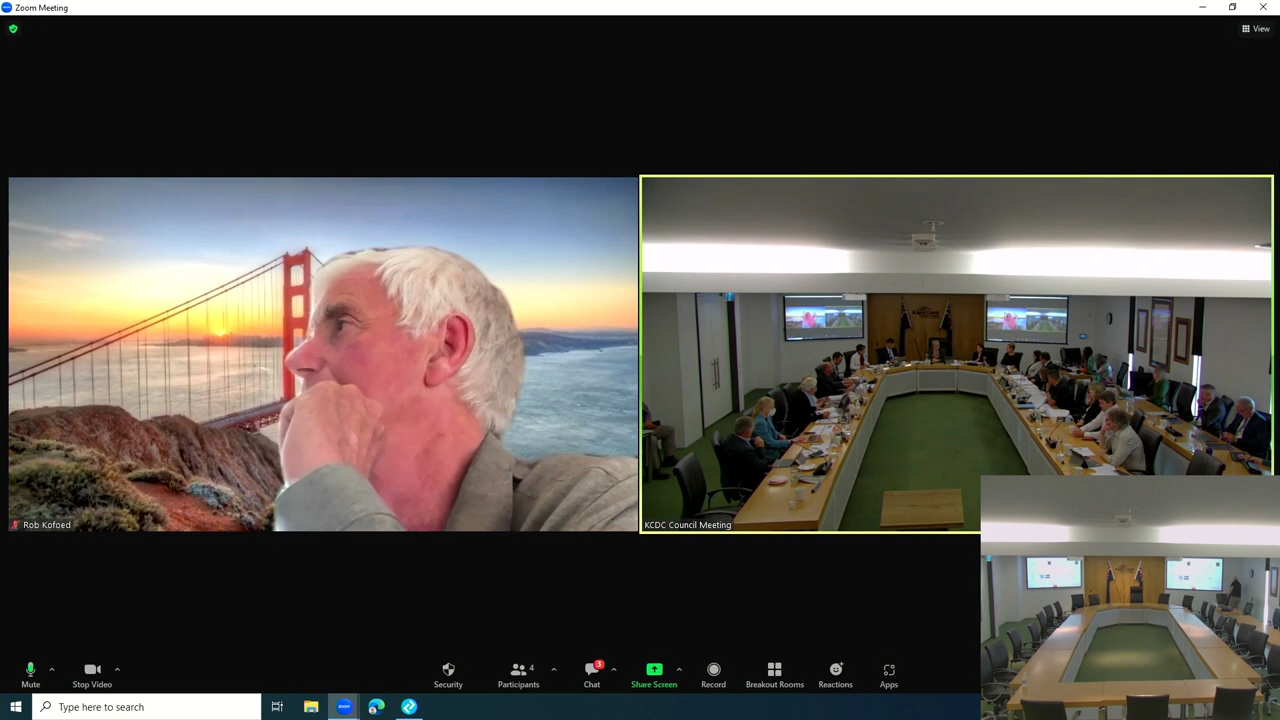 Zoom Meeting
View
Rob Kofoed
KCDC Council Meeting
Mute
Stop Video
Security
Participants
4
Chat
3
Share Screen
Record
Breakout Rooms
Reactions
Apps
Type here to search
zoom